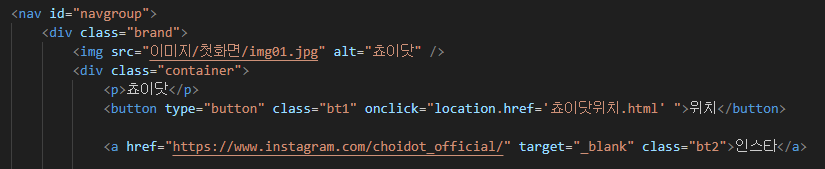 <nav id="navgroup">
<div class="brand">
<img src="이미지/첫화면/img01.jpg" alt="쵸이닷" />
<div class="container">
<p>쵸이닷</p>
<button type="button" class="bt1" onclick="location.href='쵸이닷위치.html' ">위치</button>
<a href="https://www.instagram.com/choidot_official/" target="_blank" class="bt2">인스타</a>